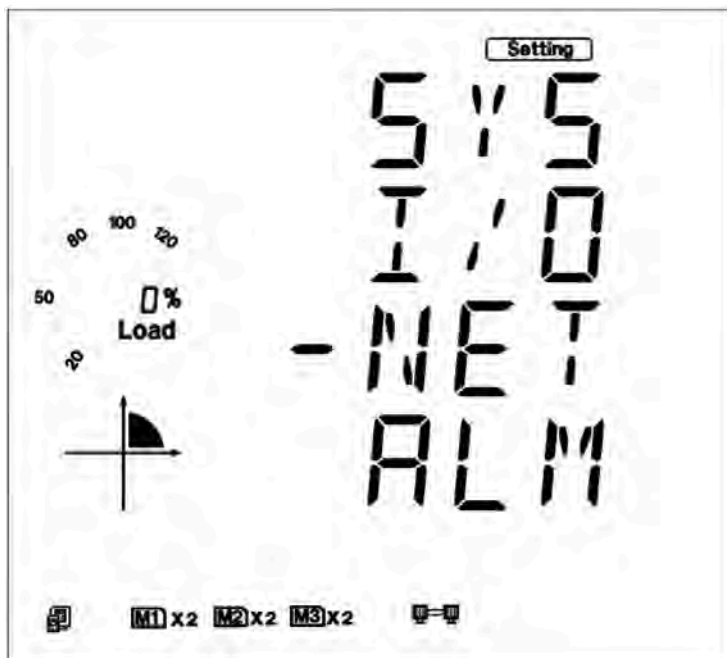 Setting
SYS
I/O
-NET
ALM
20
50
80
100
120
0%
Load
M1 x2 M2 x2 M3 x2